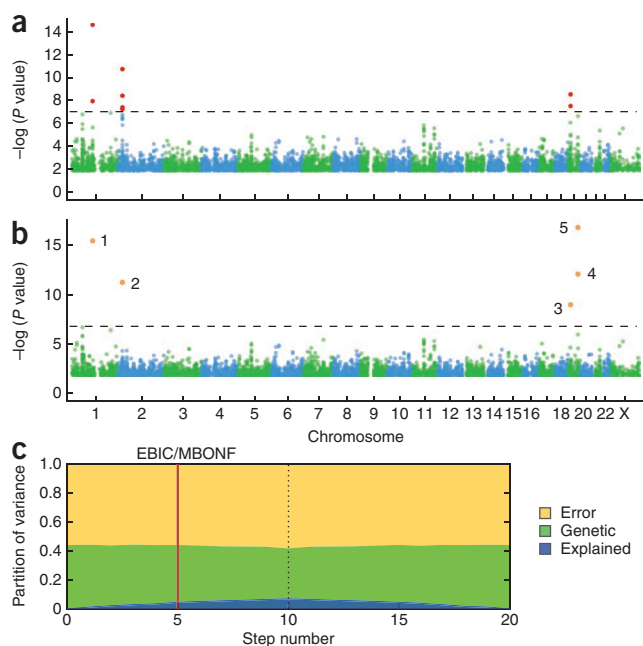 a
14
12
10
8
6
4
2
0
–log (P value)
b
15
10
5
0
–log (P value)
1
2
5
4
3
1 2 3 4 5 6 7 8 9 10 11 12 13 14 15 16 18 20 22 X
Chromosome
c
EBIC/MBONF
1.0
0.8
0.6
0.4
0.2
0
Partition of variance
0 5 10 15 20
Step number
Error
Genetic
Explained